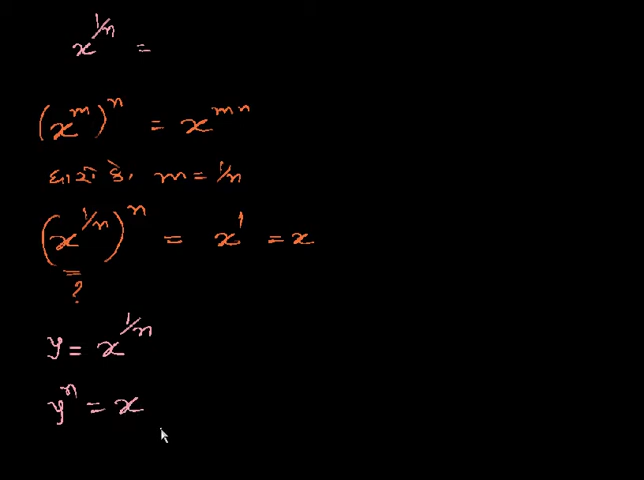 x^{1/n} =
(x^m)^n = x^{mn}
ધારો કે, m = 1/n
(x^{1/n})^n = x^1 = x
?
y = x^{1/n}
y^n = x